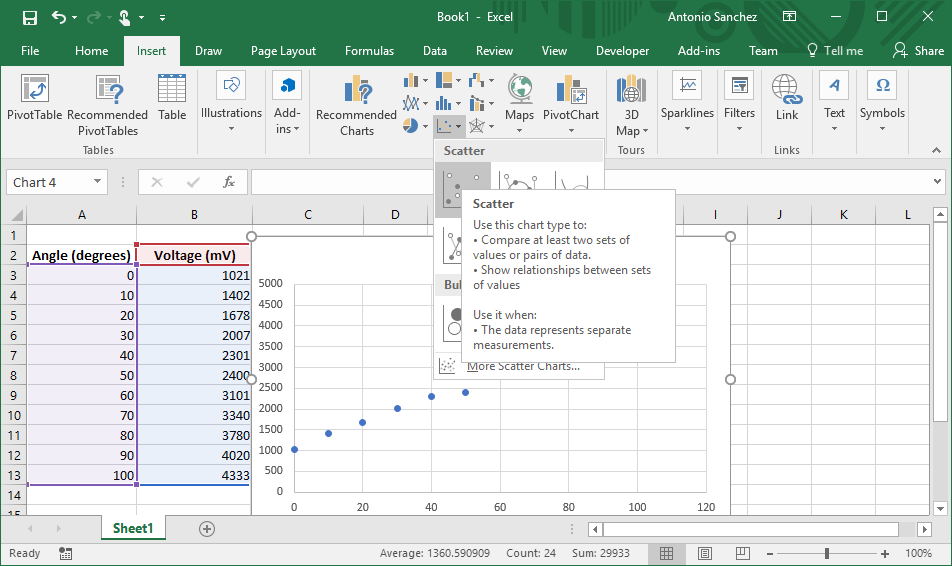 Book1 - Excel
Antonio Sanchez
File Home Insert Draw Page Layout Formulas Data Review View Developer Add-ins Team Tell me Share
PivotTable
Recommended
PivotTables
Table
Tables
Illustrations
Add-
ins
Recommended
Charts
Maps
PivotChart
3D
Map
Tours
Sparklines
Filters
Link
Links
Text
Symbols
Scatter
Chart 4
fx
A B C D I J K L
1
2 Angle (degrees) Voltage (mV)
3 0 1021
4 10 1402
5 20 1678
6 30 2007
7 40 2301
8 50 2400
9 60 3101
10 70 3340
11 80 3780
12 90 4020
13 100 4333
14
15
Scatter
Use this chart type to:
• Compare at least two sets of
values or pairs of data.
• Show relationships between sets
of values
Use it when:
• The data represents separate
measurements.
More Scatter Charts...
5000
4500
4000
3500
3000
2500
2000
1500
1000
500
0
0 20 40 60 80 100 120
Sheet1
Ready Average: 1360.590909 Count: 24 Sum: 29933 100%